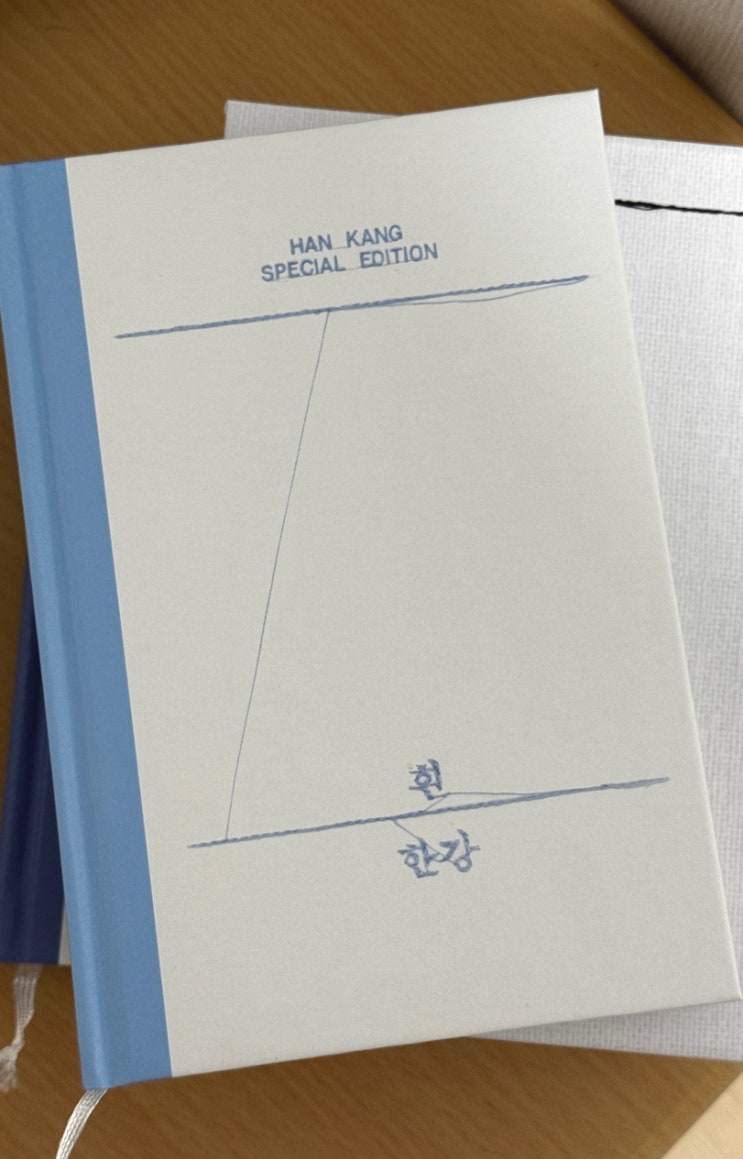 HAN KANG
SPECIAL EDITION
흰
한강